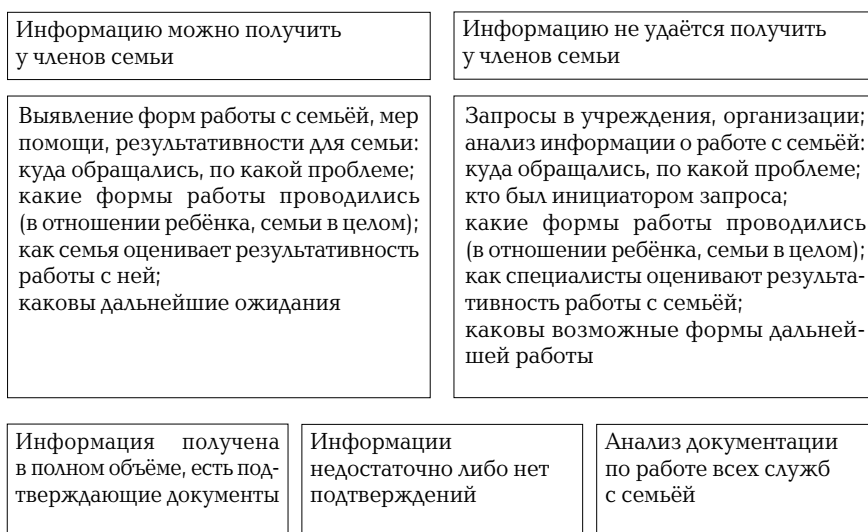 Информацию можно получить
у членов семьи
Информацию не удаётся получить
у членов семьи
Выявление форм работы с семьёй, мер
помощи, результативности для семьи:
куда обращались, по какой проблеме;
какие формы работы проводились
(в отношении ребёнка, семьи в целом);
как семья оценивает результативность
работы с ней;
каковы дальнейшие ожидания
Запросы в учреждения, организации;
анализ информации о работе с семьёй:
куда обращались, по какой проблеме;
кто был инициатором запроса;
какие формы работы проводились
(в отношении ребёнка, семьи в целом);
как специалисты оценивают результа-
тивность работы с семьёй;
каковы возможные формы дальней-
шей работы
Информация получена
в полном объёме, есть под-
тверждающие документы
Информации
недостаточно либо нет
подтверждений
Анализ документации
по работе всех служб
с семьёй